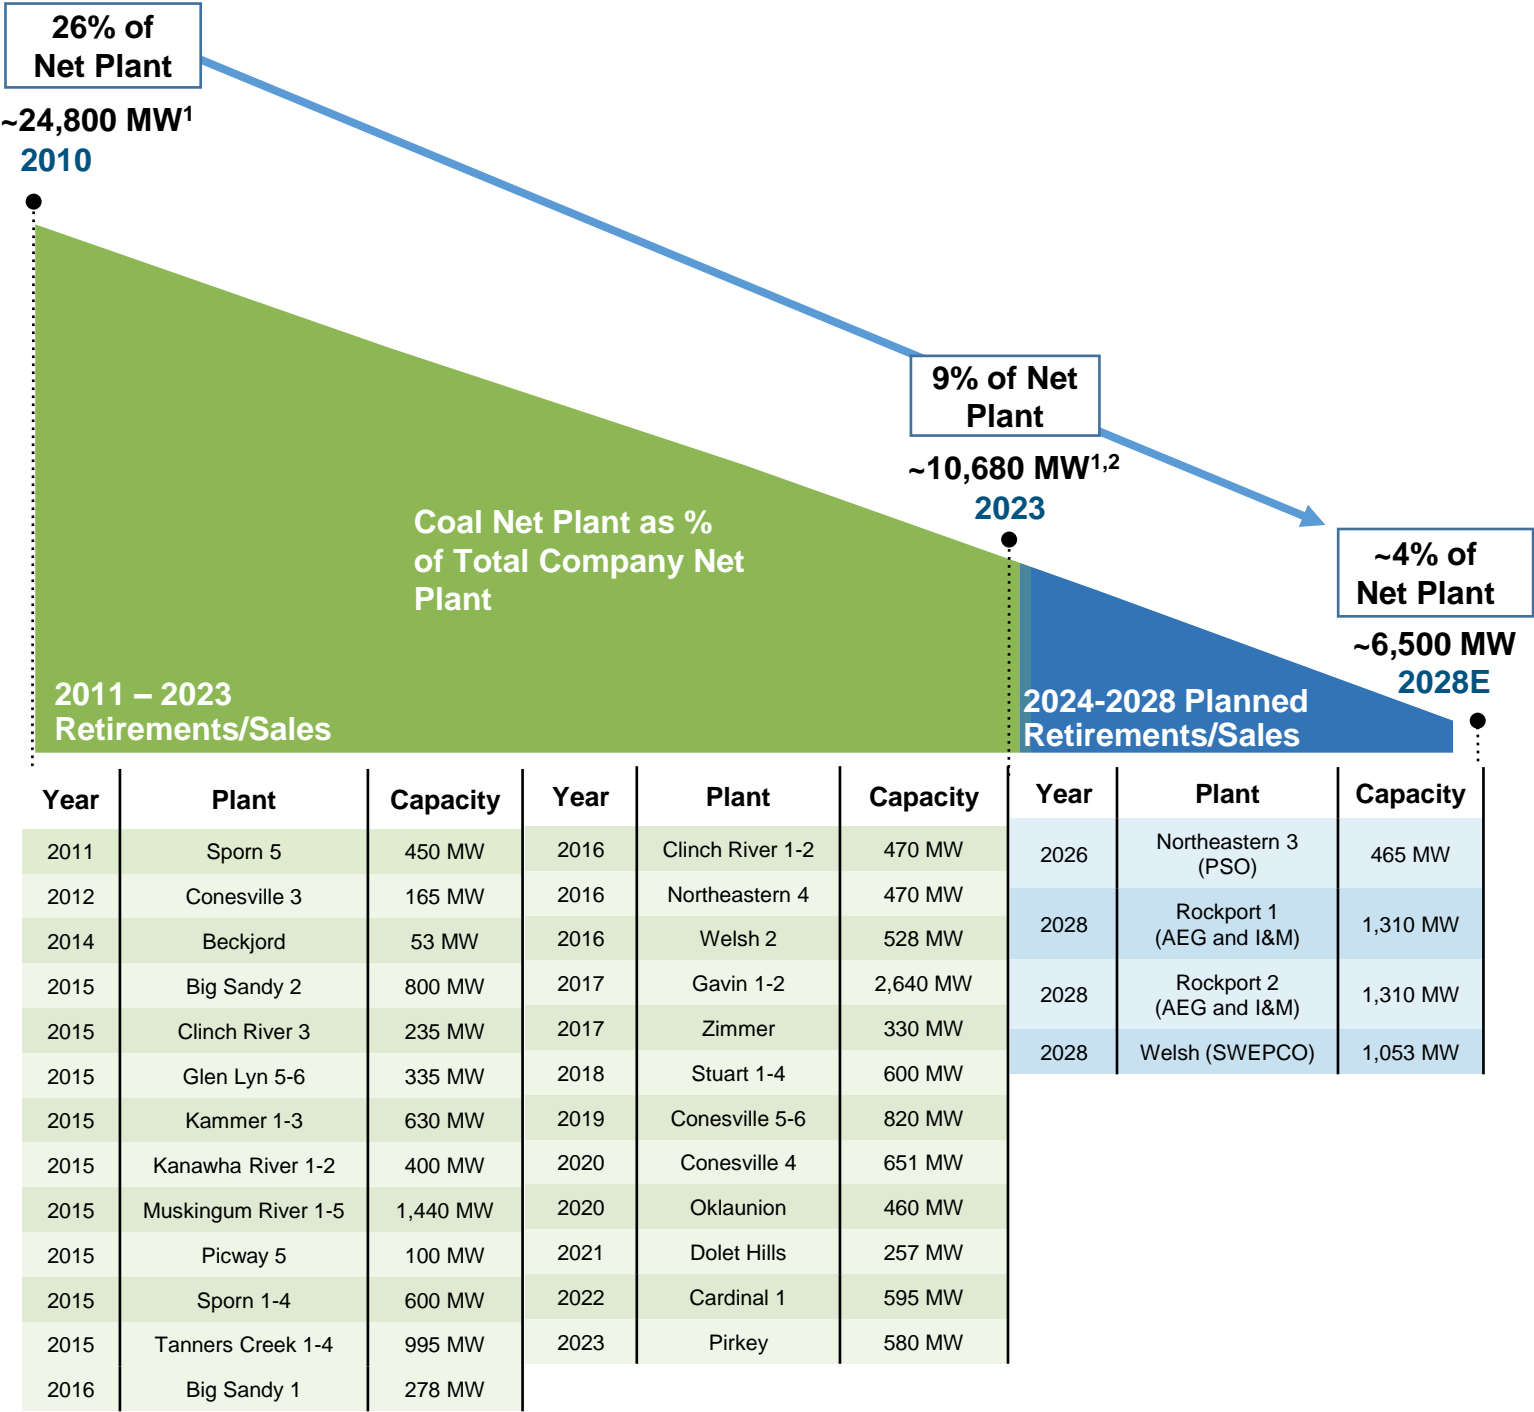 26% of
Net Plant
~24,800 MW1
2010
9% of Net
Plant
~10,680 MW1,2
2023
~4% of
Net Plant
~6,500 MW
2028E
Coal Net Plant as %
of Total Company Net
Plant
2011 – 2023
Retirements/Sales
2024-2028 Planned
Retirements/Sales
Year Plant Capacity
2011 Sporn 5 450 MW
2012 Conesville 3 165 MW
2014 Beckjord 53 MW
2015 Big Sandy 2 800 MW
2015 Clinch River 3 235 MW
2015 Glen Lyn 5-6 335 MW
2015 Kammer 1-3 630 MW
2015 Kanawha River 1-2 400 MW
2015 Muskingum River 1-5 1,440 MW
2015 Picway 5 100 MW
2015 Sporn 1-4 600 MW
2015 Tanners Creek 1-4 995 MW
2016 Big Sandy 1 278 MW
Year Plant Capacity
2016 Clinch River 1-2 470 MW
2016 Northeastern 4 470 MW
2016 Welsh 2 528 MW
2017 Gavin 1-2 2,640 MW
2017 Zimmer 330 MW
2018 Stuart 1-4 600 MW
2019 Conesville 5-6 820 MW
2020 Conesville 4 651 MW
2020 Oklaunion 460 MW
2021 Dolet Hills 257 MW
2022 Cardinal 1 595 MW
2023 Pirkey 580 MW
Year Plant Capacity
2026 Northeastern 3
(PSO) 465 MW
2028 Rockport 1
(AEG and I&M) 1,310 MW
2028 Rockport 2
(AEG and I&M) 1,310 MW
2028 Welsh (SWEPCO) 1,053 MW